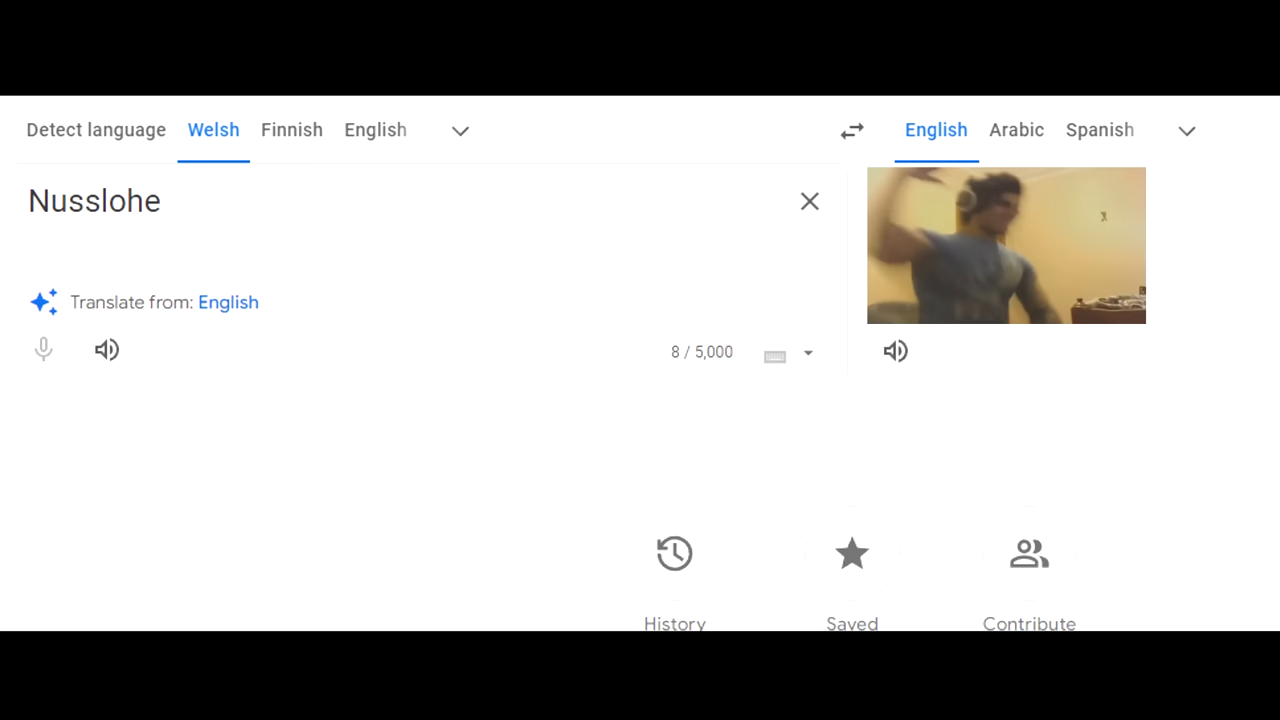 Detect language Welsh Finnish English English Arabic Spanish
Nusslohe
Translate from: English
8 / 5,000
History Saved Contribute